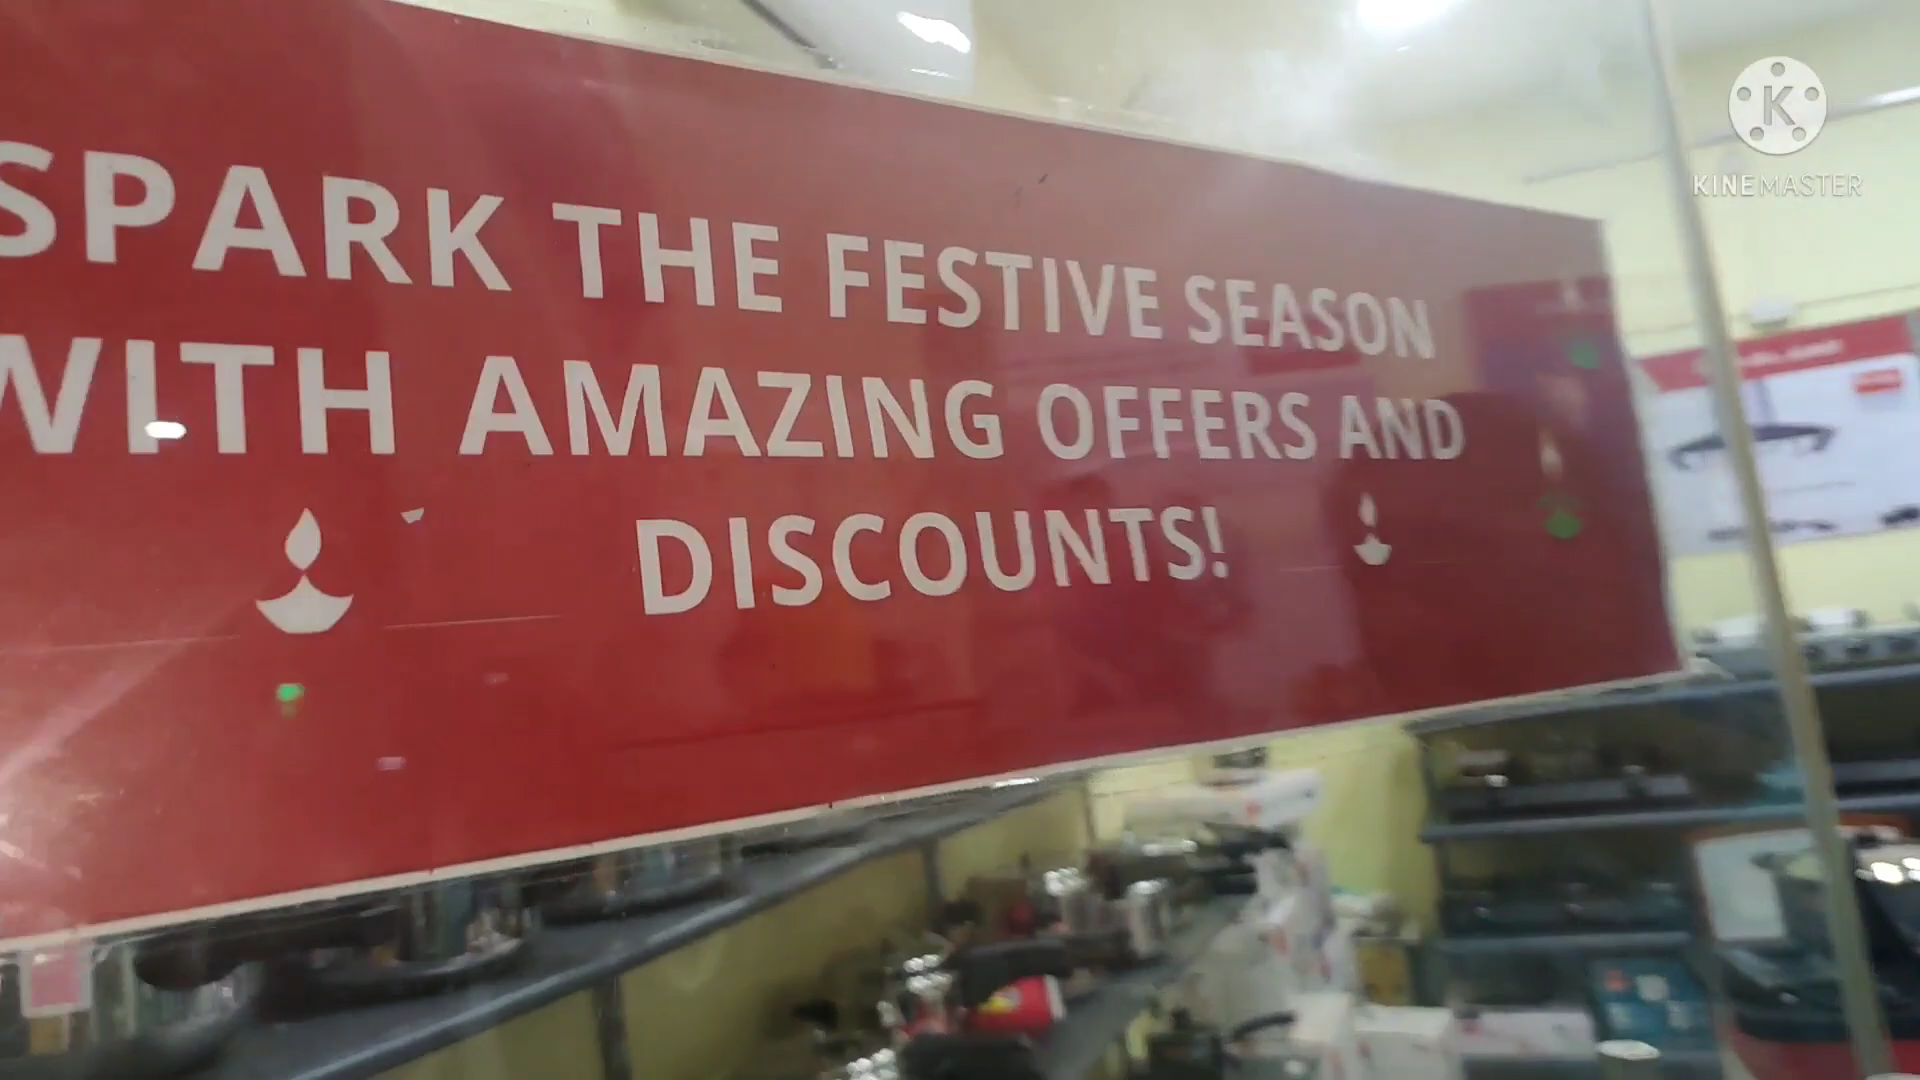 SPARK THE FESTIVE SEASON
WITH AMAZING OFFERS AND
DISCOUNTS!
K
KINEMASTER